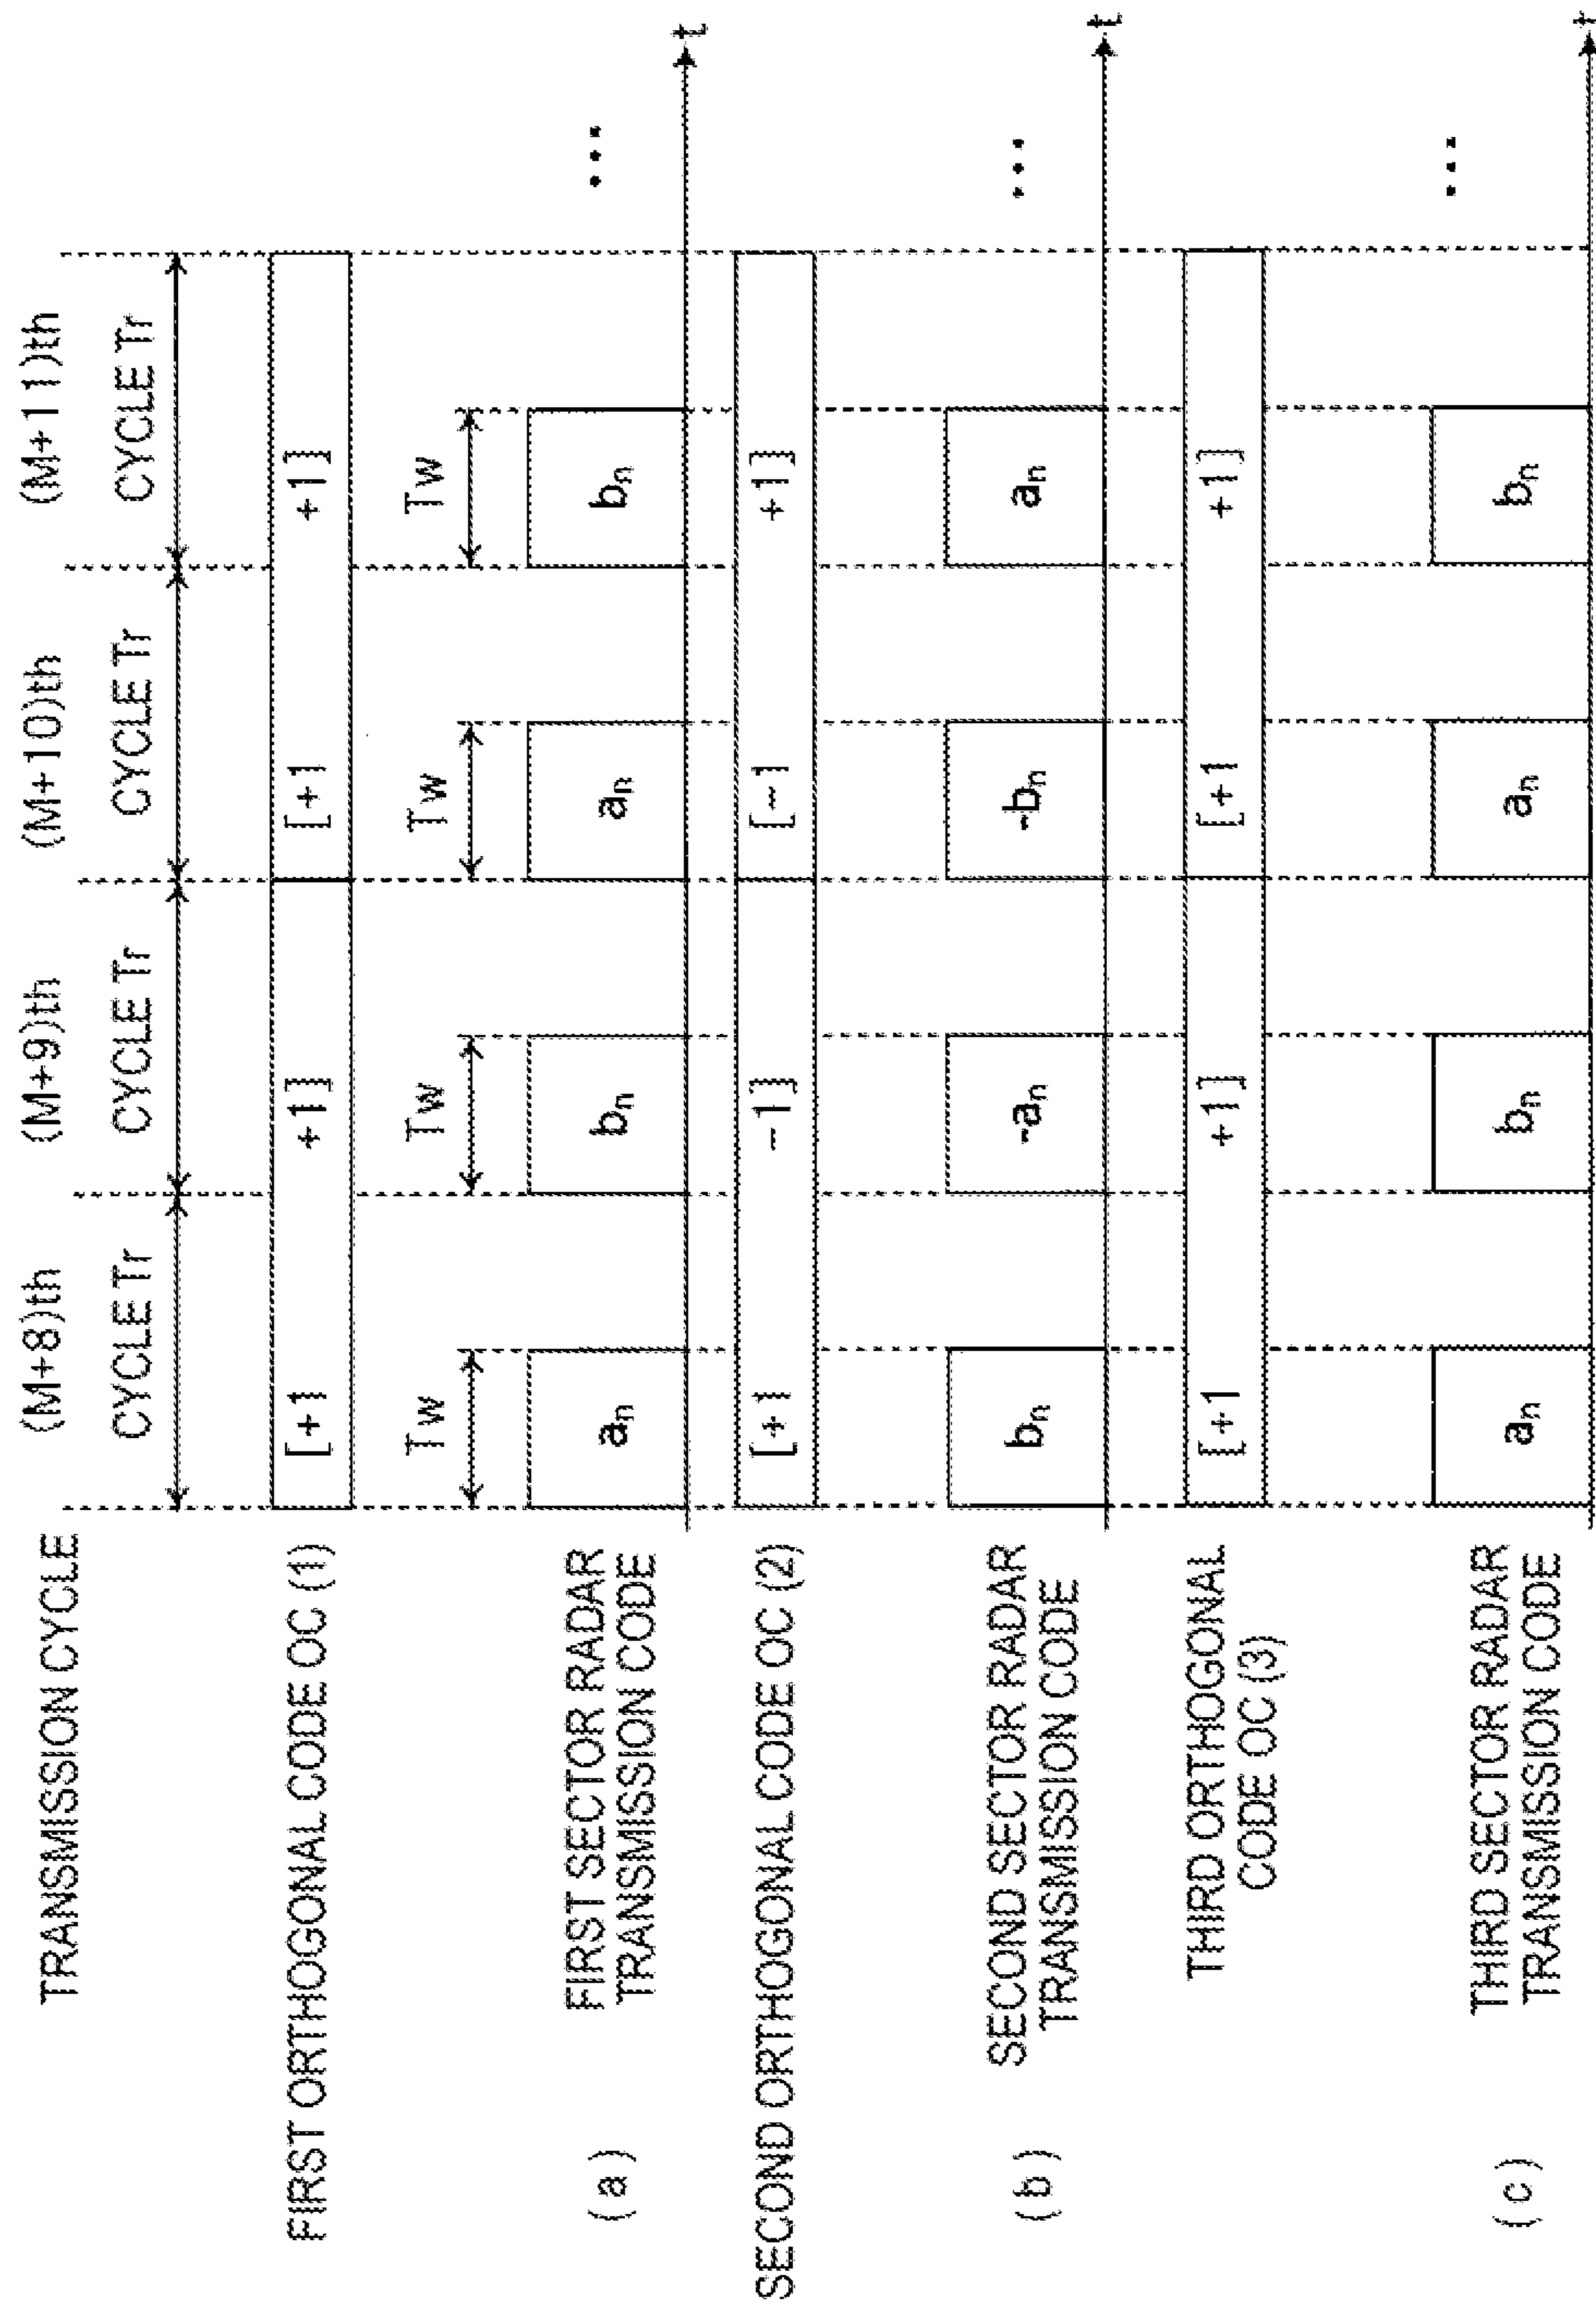 TRANSMISSION CYCLE
(M+8)th (M+9)th (M+10)th (M+11)th
CYCLE Tr CYCLE Tr CYCLE Tr CYCLE Tr
FIRST ORTHOGONAL CODE OC (1) [+1 +1] [+1 +1]
Tw Tw Tw Tw
(a) FIRST SECTOR RADAR
TRANSMISSION CODE
an bn an bn ...
t
SECOND ORTHOGONAL CODE OC (2) [+1 -1] [-1 +1]
(b) SECOND SECTOR RADAR
TRANSMISSION CODE
bn -an -bn an ...
t
THIRD ORTHOGONAL
CODE OC (3)
[+1 +1] [+1 +1]
(c) THIRD SECTOR RADAR
TRANSMISSION CODE
an bn an bn ...
t